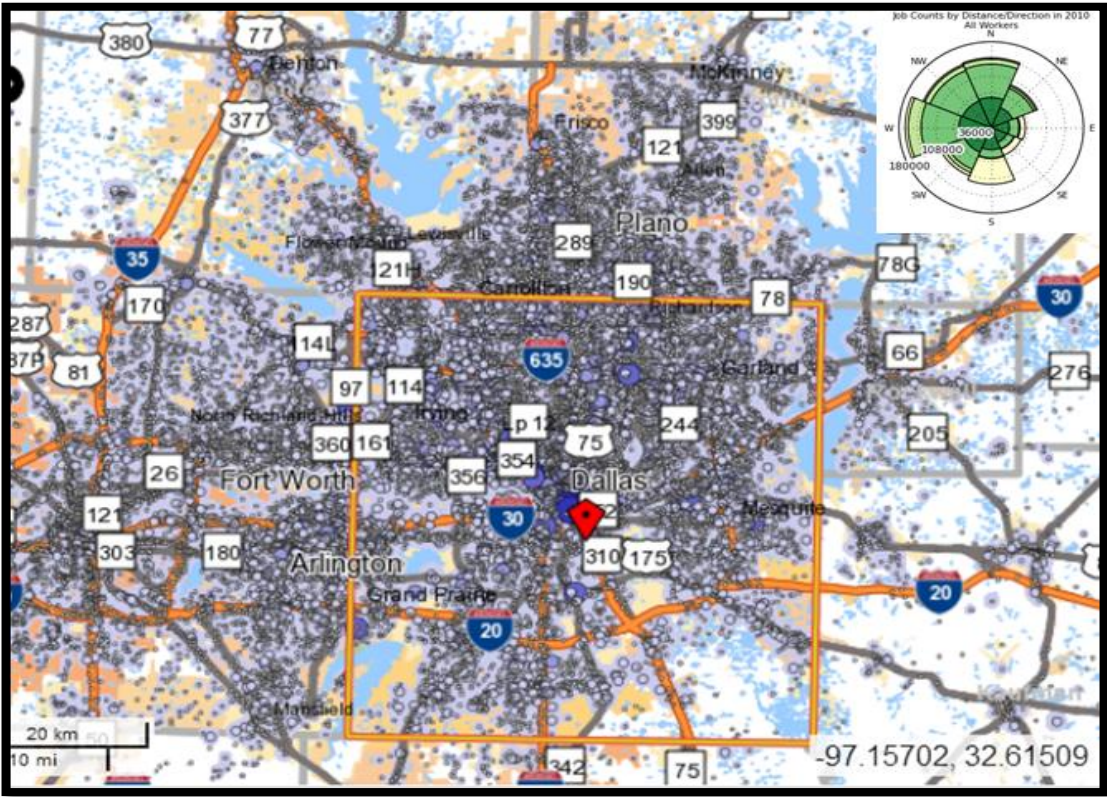 Job Counts by Distance/Direction in 2010
All Workers
N
NW
NE
W
E
36000
108000
180000
SW
SE
S
380
77
Denton
McKinney
377
Frisco
399
121
Allen
Plano
289
Flower Mound
Lewisville
121H
35
78G
190
Carrollton
78
30
170
Richardson
287
66
635
81
Garland
276
97
114
North Richland Hills
Irving
Lp 12
244
205
360
161
75
354
26
356
Fort Worth
Dallas
121
30
Mesquite
303
180
310
175
Arlington
Grand Prairie
20
20
Mansfield
Kaufman
20 km
10 mi
342
75
-97.15702, 32.61509